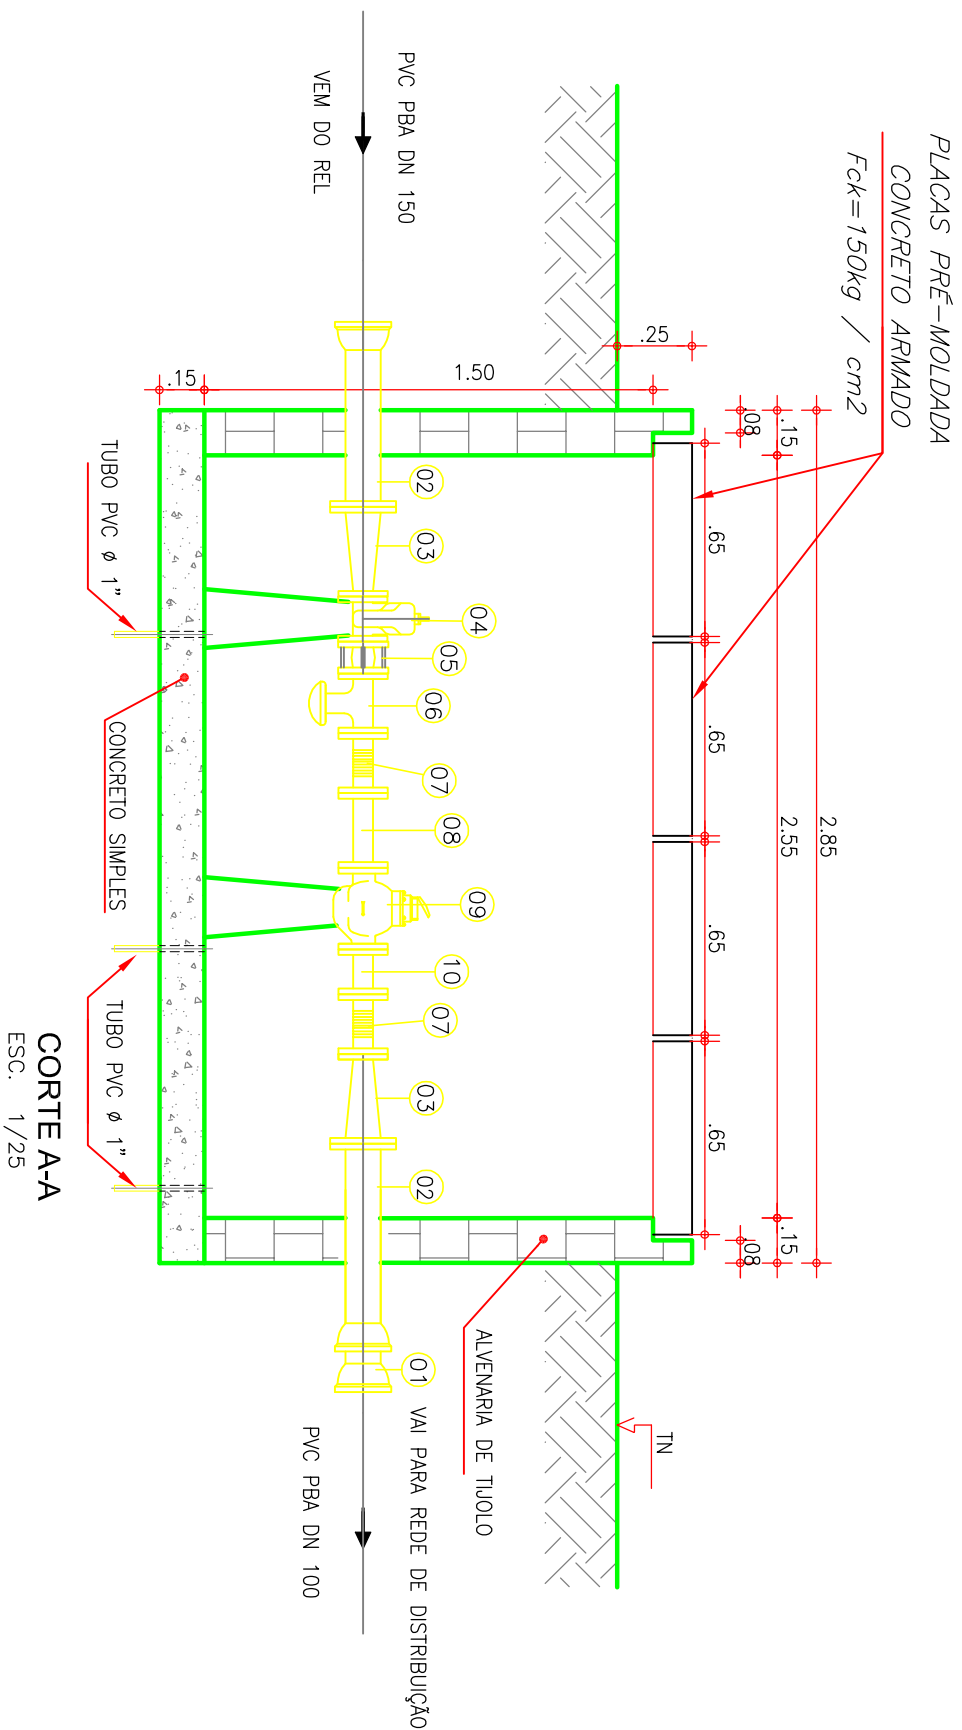 PLACAS PRÉ-MOLDADA
CONCRETO ARMADO
Fck=150kg / cm2
2.85
.15
2.55
.15
.08
.08
.65
.65
.65
.65
.25
TN
1.50
.15
PVC PBA DN 150
VEM DO REL
02
03
04
05
06
07
08
09
10
07
03
02
01
VAI PARA REDE DE DISTRIBUIÇÃO
PVC PBA DN 100
ALVENARIA DE TIJOLO
TUBO PVC ø 1"
CONCRETO SIMPLES
TUBO PVC ø 1"
CORTE A-A
ESC. 1/25